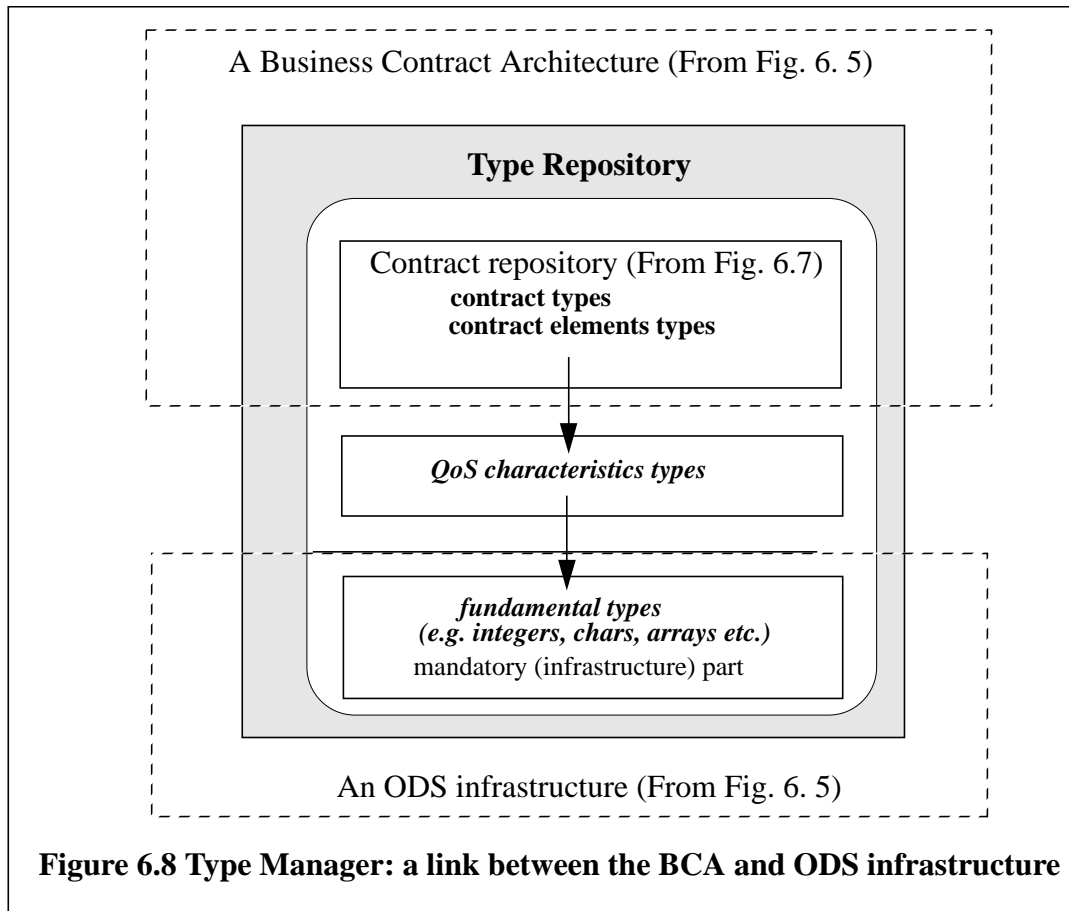 A Business Contract Architecture (From Fig. 6. 5)
Type Repository
Contract repository (From Fig. 6.7)
contract types
contract elements types
QoS characteristics types
fundamental types
(e.g. integers, chars, arrays etc.)
mandatory (infrastructure) part
An ODS infrastructure (From Fig. 6. 5)
Figure 6.8 Type Manager: a link between the BCA and ODS infrastructure